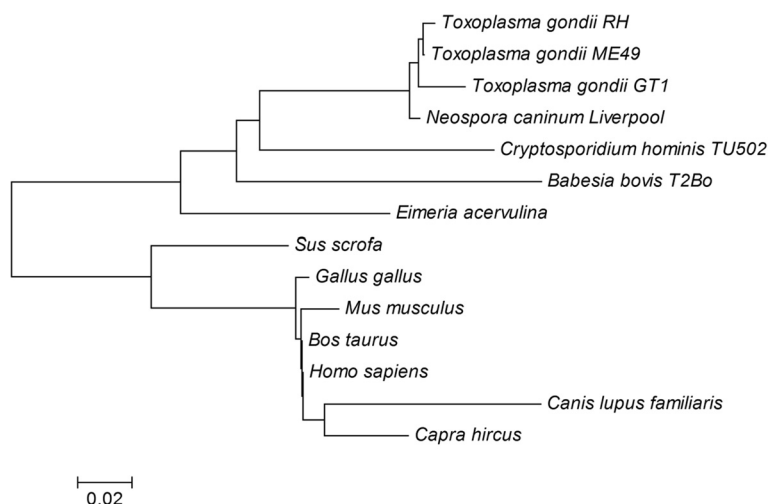 Toxoplasma gondii RH
Toxoplasma gondii ME49
Toxoplasma gondii GT1
Neospora caninum Liverpool
Cryptosporidium hominis TU502
Babesia bovis T2Bo
Eimeria acervulina
Sus scrofa
Gallus gallus
Mus musculus
Bos taurus
Homo sapiens
Canis lupus familiaris
Capra hircus
0.02